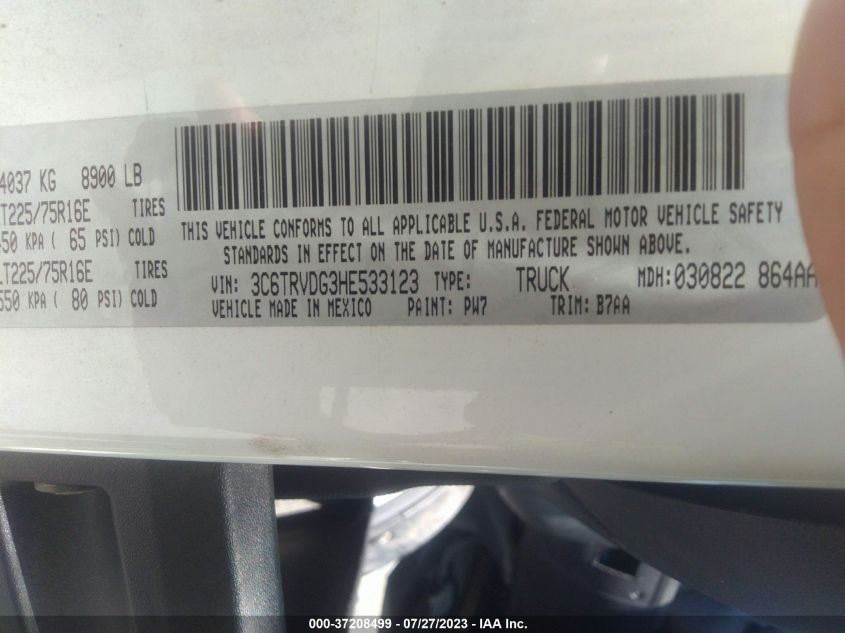 4037 KG 8900 LB
LT225/75R16E TIRES
450 KPA ( 65 PSI) COLD
LT225/75R16E TIRES
550 KPA ( 80 PSI) COLD
THIS VEHICLE CONFORMS TO ALL APPLICABLE U.S.A. FEDERAL MOTOR VEHICLE SAFETY
STANDARDS IN EFFECT ON THE DATE OF MANUFACTURE SHOWN ABOVE.
VIN: 3C6TRVDG3HE533123 TYPE: TRUCK MDH:030822 864AA
VEHICLE MADE IN MEXICO PAINT: PW7 TRIM: B7AA
000-37208499 - 07/27/2023 - IAA Inc.